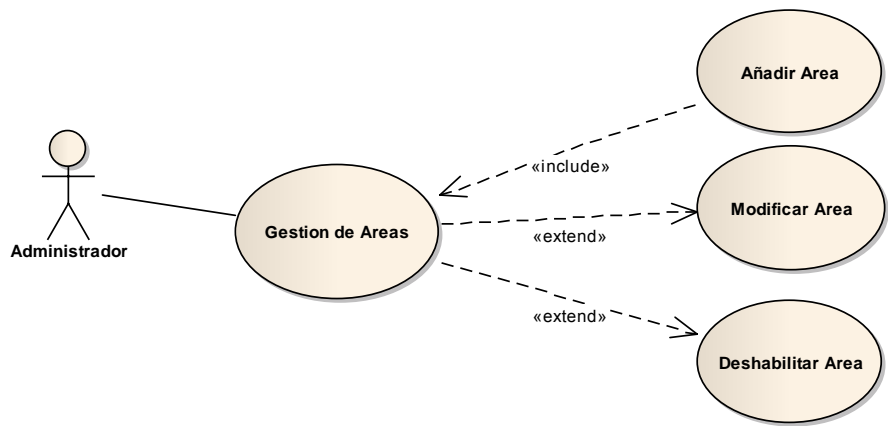 Añadir Area
«include»
Modificar Area
Gestion de Areas
«extend»
Administrador
«extend»
Deshabilitar Area